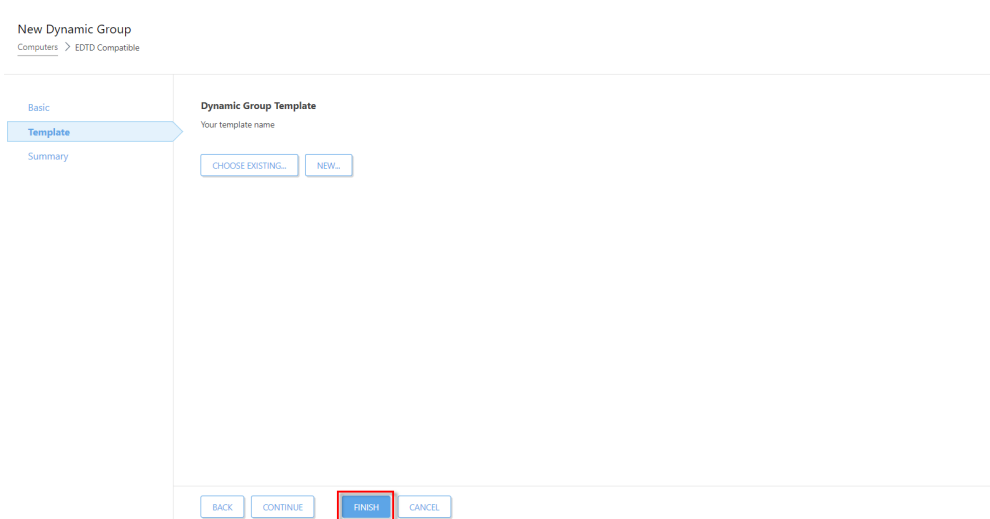 New Dynamic Group
Computers > EDTD Compatible
Basic
Template
Summary
Dynamic Group Template
Your template name
CHOOSE EXISTING... NEW...
BACK CONTINUE FINISH CANCEL